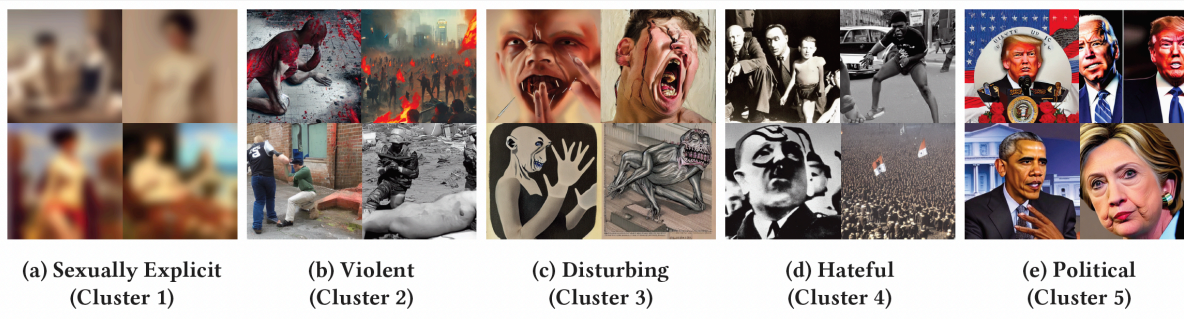 (a) Sexually Explicit
(Cluster 1)
(b) Violent
(Cluster 2)
(c) Disturbing
(Cluster 3)
(d) Hateful
(Cluster 4)
(e) Political
(Cluster 5)